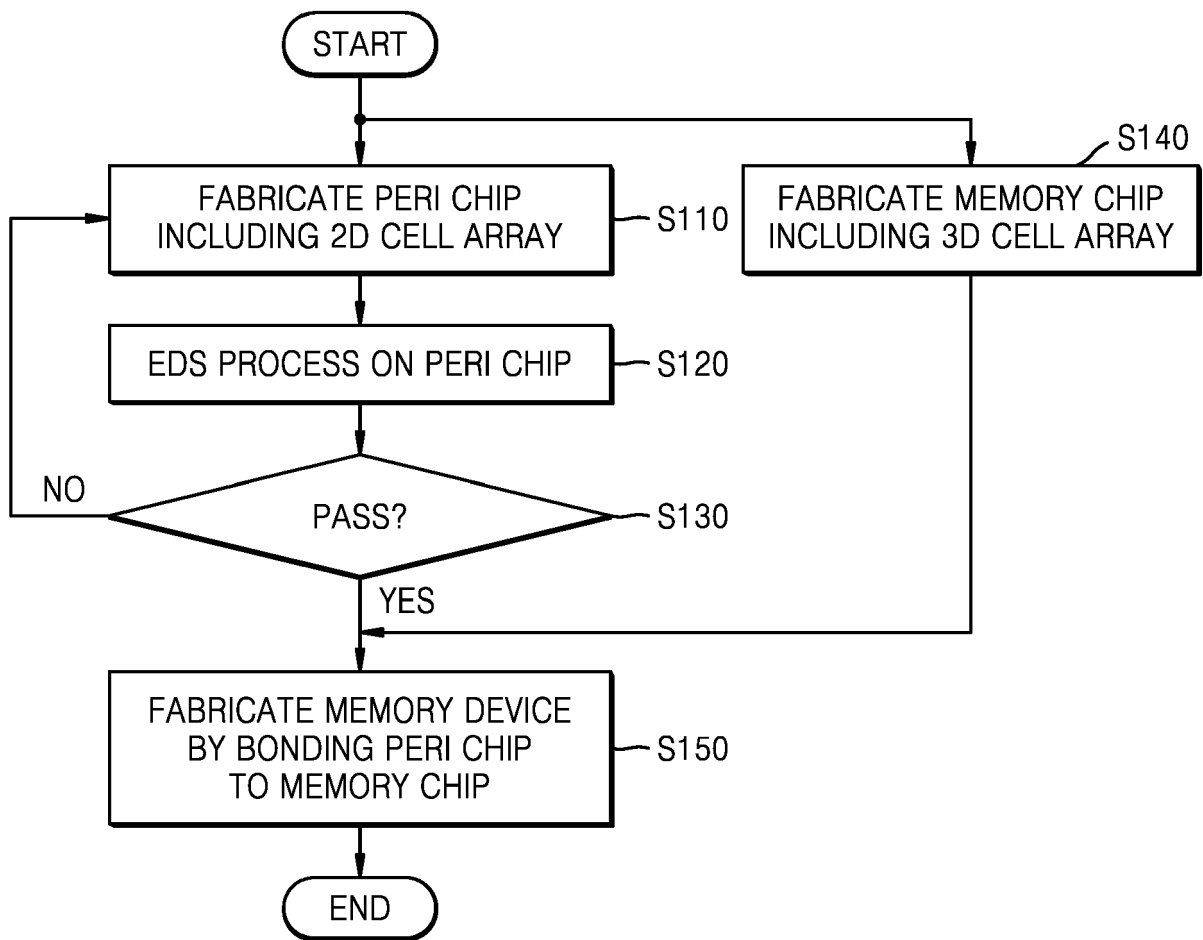 START
S140
FABRICATE PERI CHIP
INCLUDING 2D CELL ARRAY
S110
FABRICATE MEMORY CHIP
INCLUDING 3D CELL ARRAY
EDS PROCESS ON PERI CHIP
S120
NO
PASS?
S130
YES
FABRICATE MEMORY DEVICE
BY BONDING PERI CHIP
TO MEMORY CHIP
S150
END